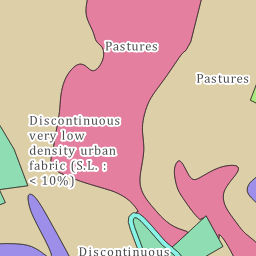 Pastures
Pastures
Discontinuous
very low
density urban
fabric (S.L. :
< 10%)
Discontinuous